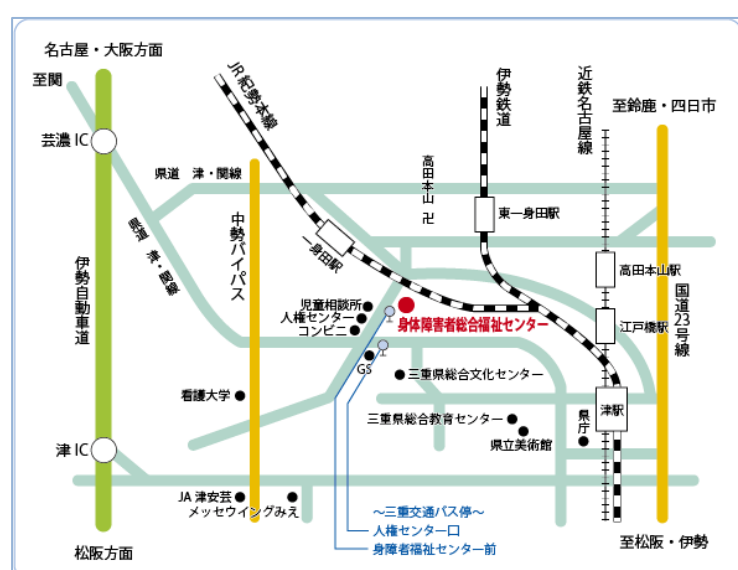 名古屋・大阪方面
至関
芸濃IC
県道 津・関線
伊勢自動車道
津IC
松阪方面
県道 津・関線
中勢バイパス
JR紀勢本線
一身田駅
高田本山 卍
伊勢鉄道
東一身田駅
近鉄名古屋線
至鈴鹿・四日市
高田本山駅
江戸橋駅
国道23号線
津駅
県庁
至松阪・伊勢
児童相談所
人権センター
コンビニ
身体障害者総合福祉センター
GS
三重県総合文化センター
看護大学
三重県総合教育センター
県立美術館
JA 津安芸
メッセウイングみえ
～三重交通バス停～
人権センター口
身障者福祉センター前